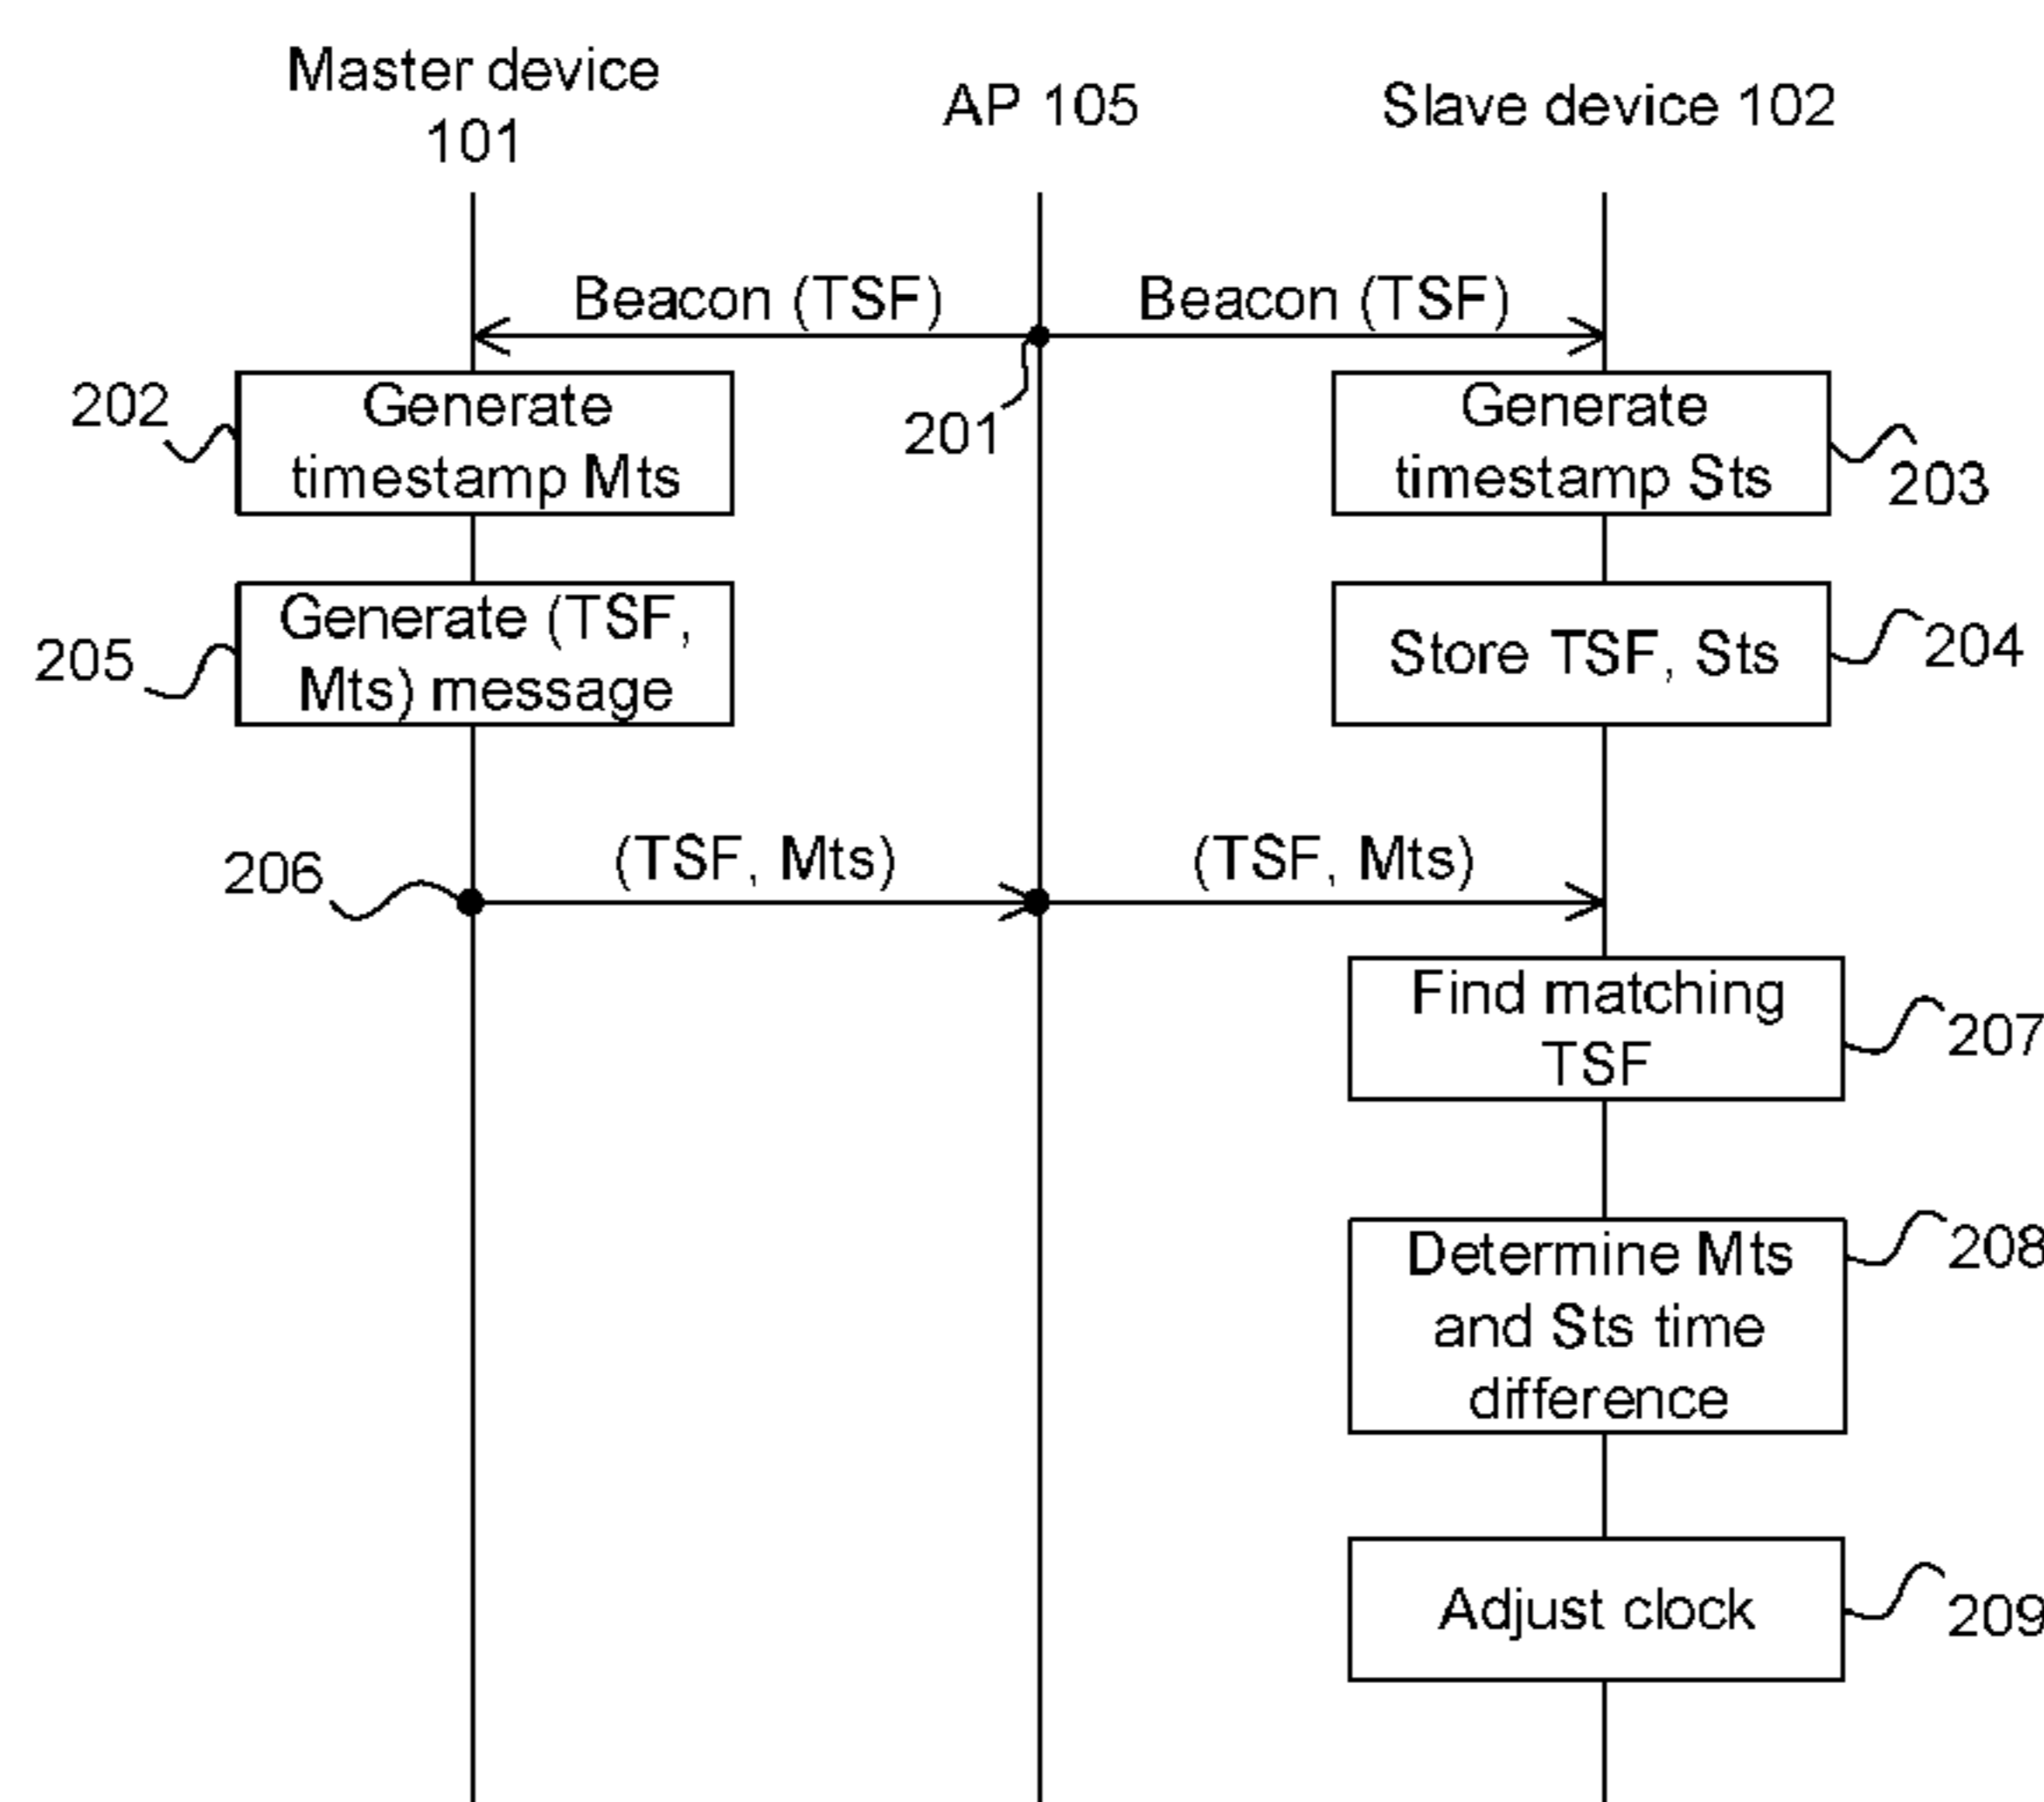 Master device
101
AP 105
Slave device 102
Beacon (TSF)
Beacon (TSF)
201
202
Generate
timestamp Mts
Generate
timestamp Sts
203
205
Generate (TSF,
Mts) message
Store TSF, Sts
204
206
(TSF, Mts)
(TSF, Mts)
Find matching
TSF
207
Determine Mts
and Sts time
difference
208
Adjust clock
209